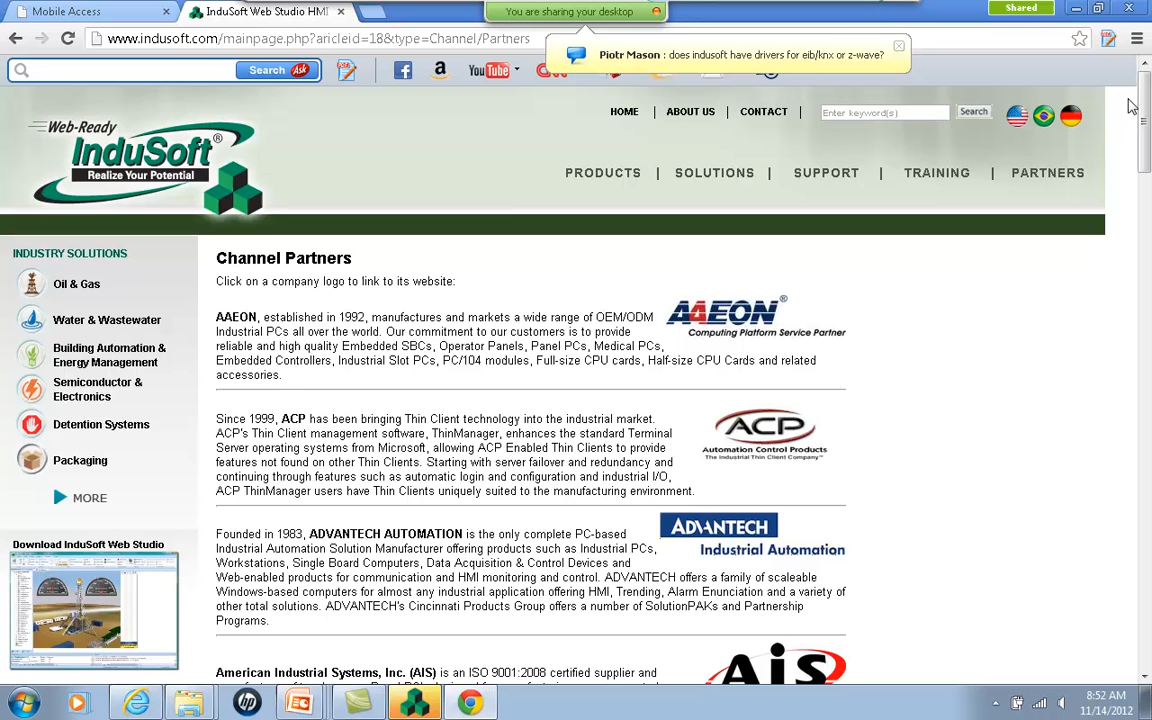 Mobile Access
InduSoft Web Studio HMI
You are sharing your desktop
Shared
www.indusoft.com/mainpage.php?aricleid=18&type=Channel/Partners
Piotr Mason : does indusoft have drivers for eib/knx or z-wave?
Search Ask
YouTube
HOME | ABOUT US | CONTACT |
Enter keyword(s)
Search
Web-Ready
InduSoft®
Realize Your Potential
PRODUCTS | SOLUTIONS | SUPPORT | TRAINING | PARTNERS
INDUSTRY SOLUTIONS
Oil & Gas
Water & Wastewater
Building Automation &
Energy Management
Semiconductor &
Electronics
Detention Systems
Packaging
MORE
Download InduSoft Web Studio
Channel Partners
Click on a company logo to link to its website:
AAEON, established in 1992, manufactures and markets a wide range of OEM/ODM
Industrial PCs all over the world. Our commitment to our customers is to provide
reliable and high quality Embedded SBCs, Operator Panels, Panel PCs, Medical PCs,
Embedded Controllers, Industrial Slot PCs, PC/104 modules, Full-size CPU cards, Half-size CPU Cards and related
accessories.
AAEON®
Computing Platform Service Partner
Since 1999, ACP has been bringing Thin Client technology into the industrial market.
ACP's Thin Client management software, ThinManager, enhances the standard Terminal
Server operating systems from Microsoft, allowing ACP Enabled Thin Clients to provide
features not found on other Thin Clients. Starting with server failover and redundancy and
continuing through features such as automatic login and configuration and industrial I/O,
ACP ThinManager users have Thin Clients uniquely suited to the manufacturing environment.
ACP
AUTOMATION CONTROL PRODUCTS
The Industrial Thin Client Company™
Founded in 1983, ADVANTECH AUTOMATION is the only complete PC-based
Industrial Automation Solution Manufacturer offering products such as Industrial PCs,
Workstations, Single Board Computers, Data Acquisition & Control Devices and
Web-enabled products for communication and HMI monitoring and control. ADVANTECH offers a family of scaleable
Windows-based computers for almost any industrial application offering HMI, Trending, Alarm Enunciation and a variety of
other total solutions. ADVANTECH's Cincinnati Products Group offers a number of SolutionPAKs and Partnership
Programs.
ADVANTECH
Industrial Automation
American Industrial Systems, Inc. (AIS) is an ISO 9001:2008 certified supplier and
AiS
8:52 AM
11/14/2012